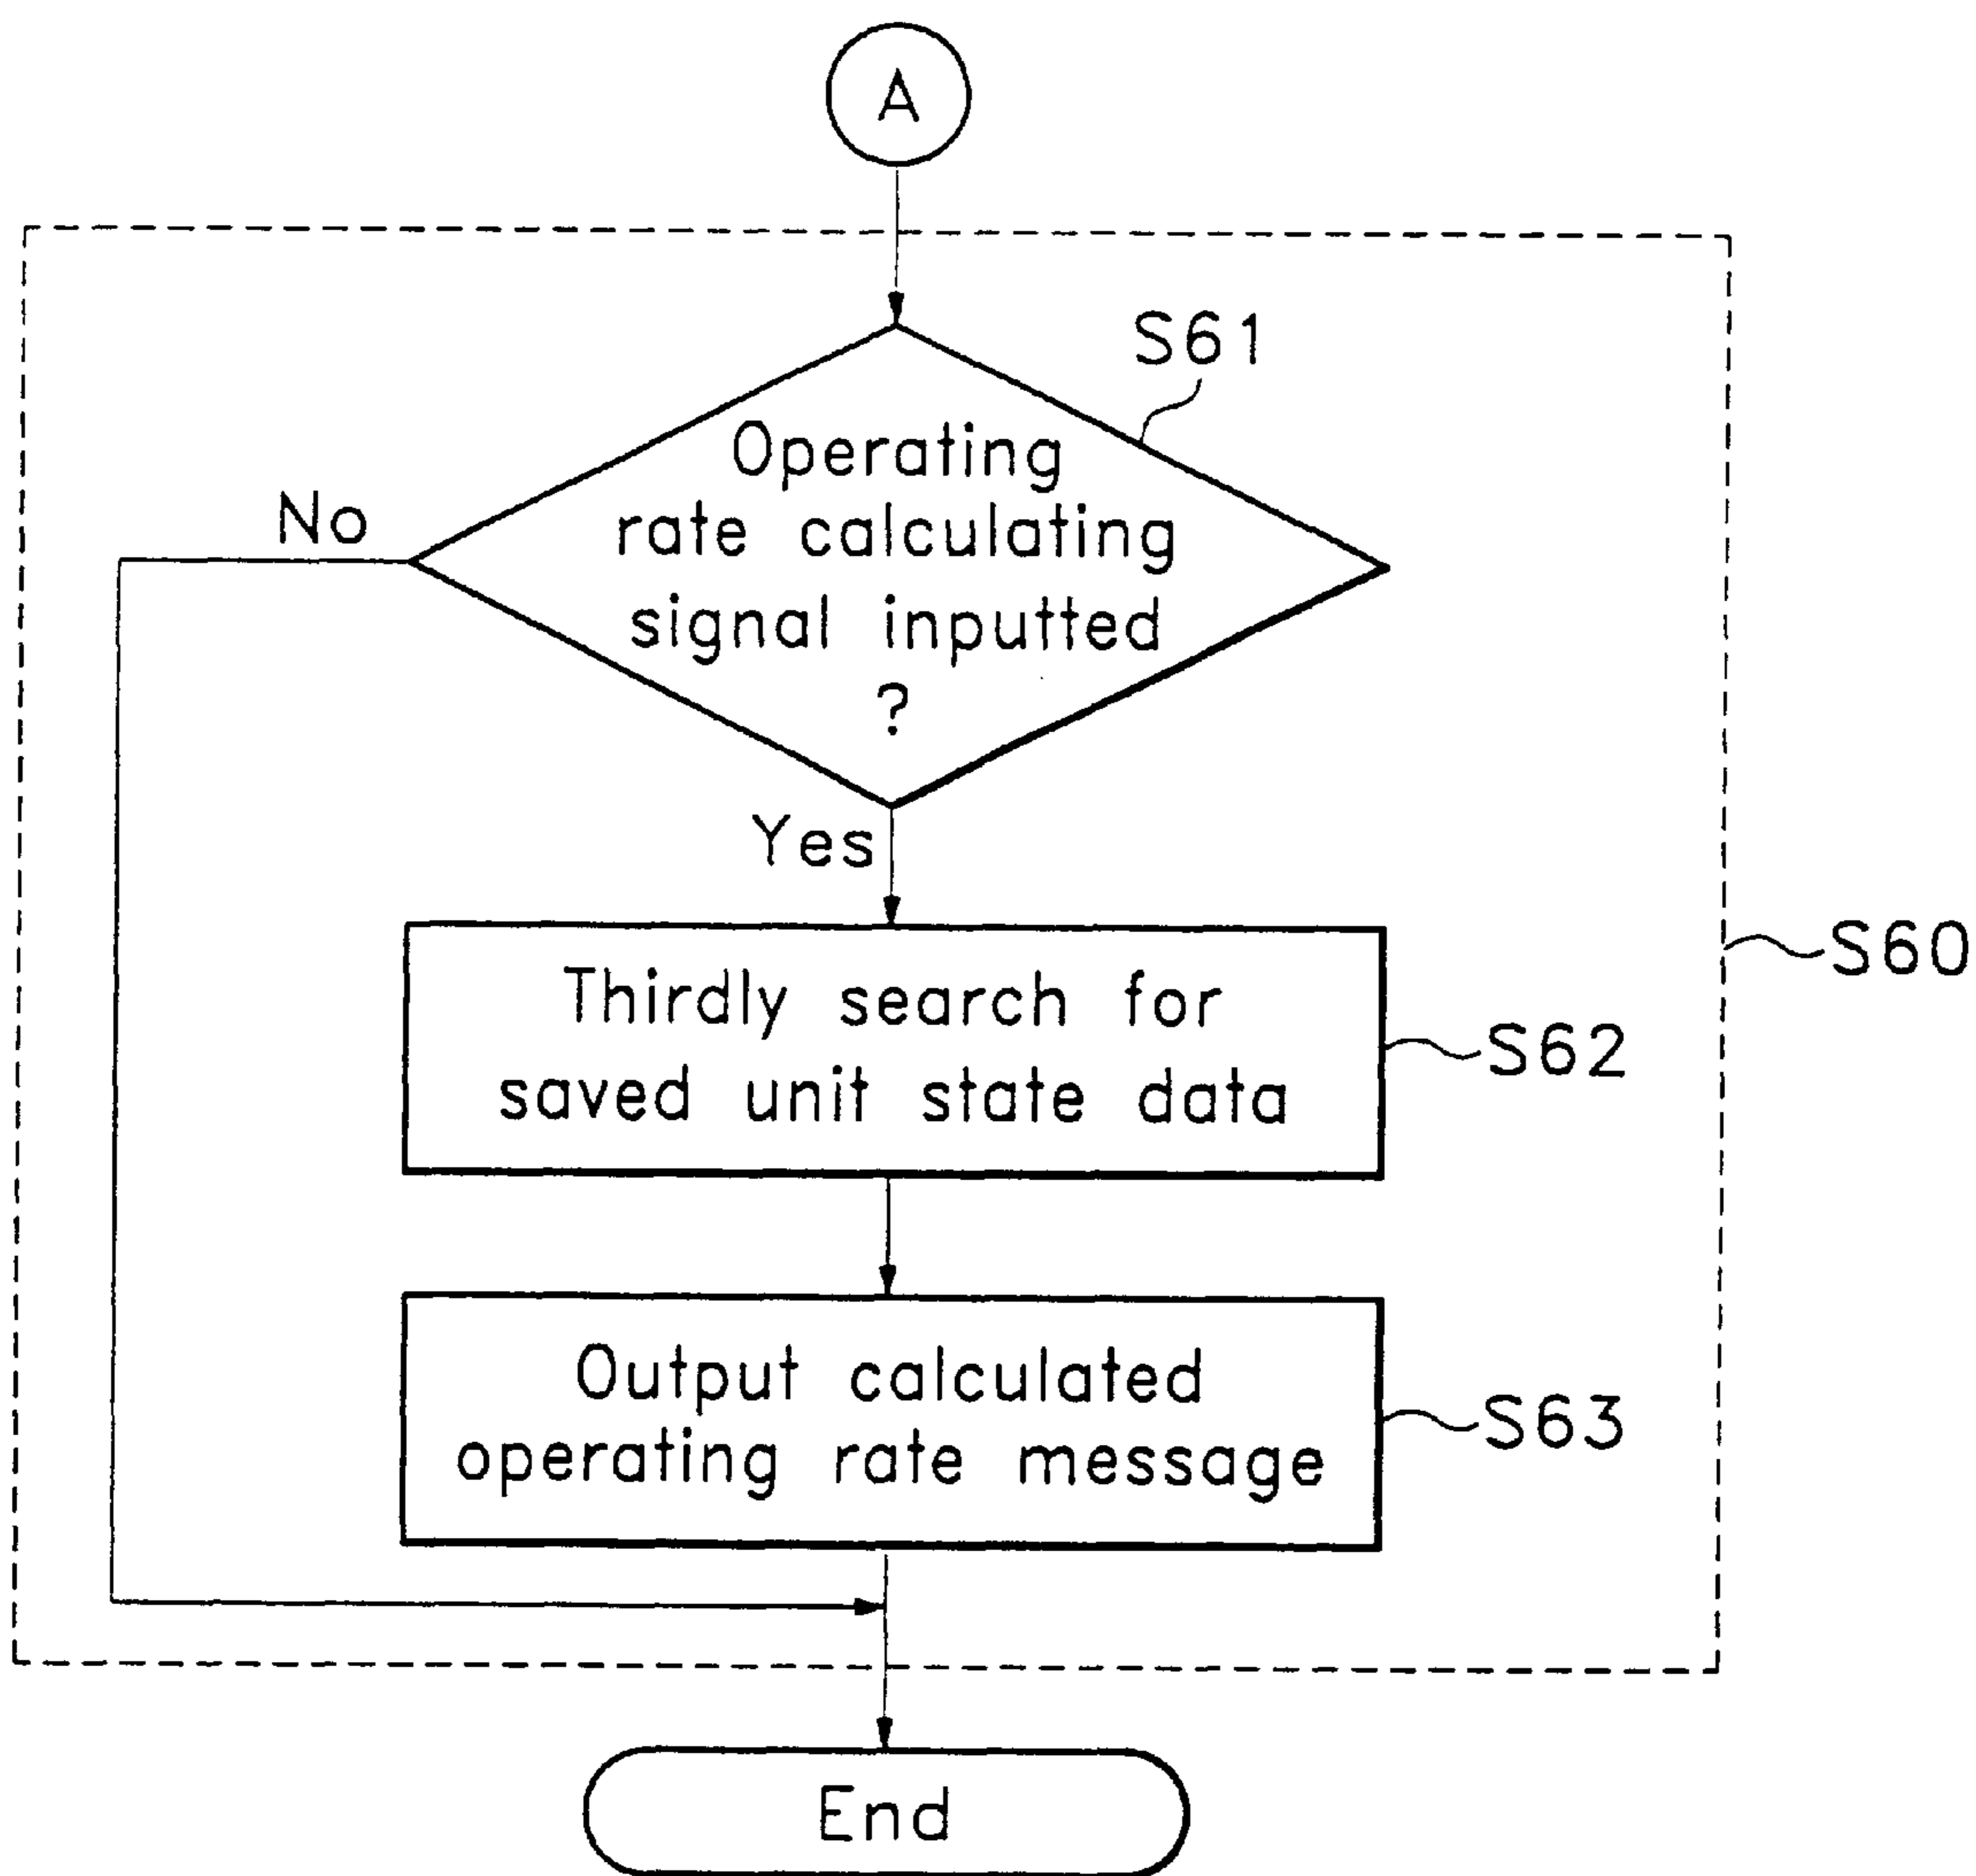 A
S61
Operating
rate calculating
signal inputted
?
No
Yes
S60
Thirdly search for
saved unit state data
S62
Output calculated
operating rate message
S63
End